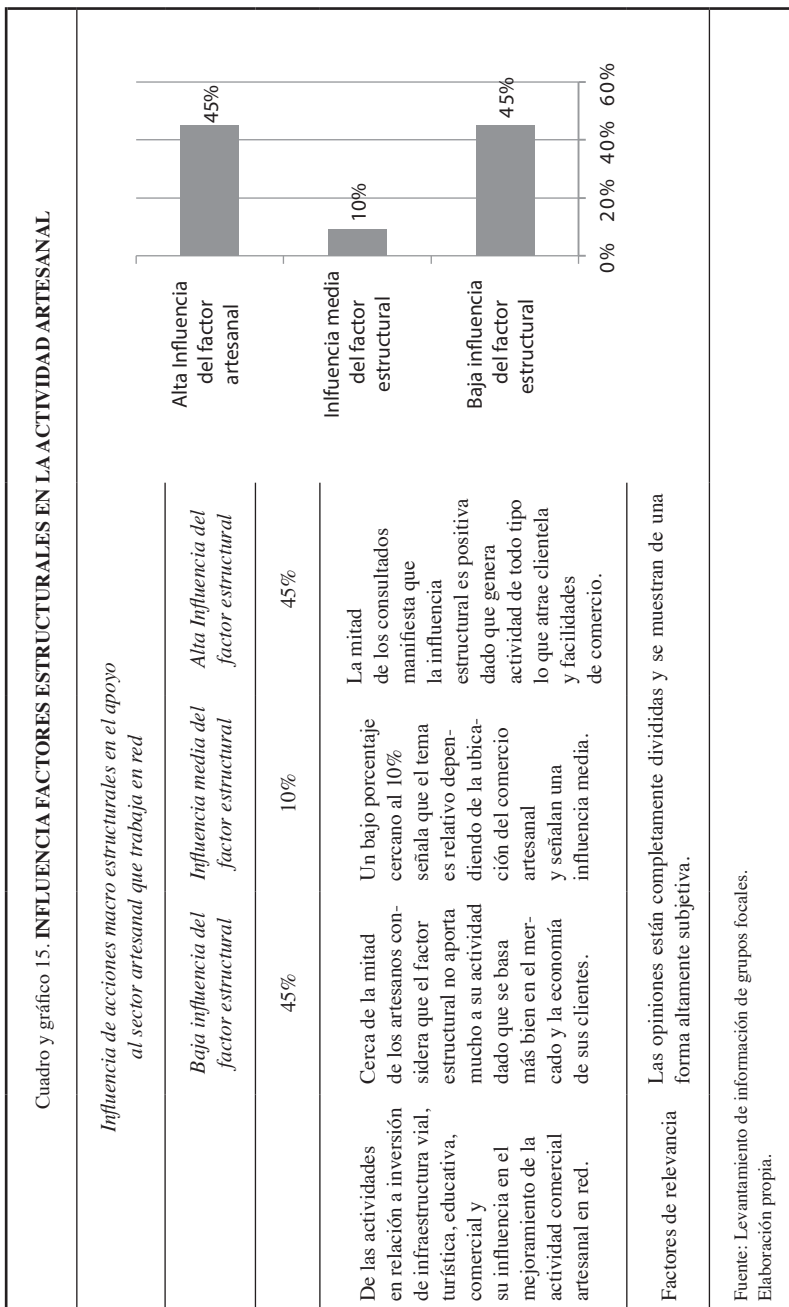 Cuadro y gráfico 15. INFLUENCIA FACTORES ESTRUCTURALES EN LA ACTIVIDAD ARTESANAL
Influencia de acciones macro estructurales en el apoyo
al sector artesanal que trabaja en red
Baja influencia del
factor estructural
Influencia media del
factor estructural
Alta Influencia del
factor estructural
45%
10%
45%
De las actividades
en relación a inversión
de infraestructura vial,
turística, educativa,
comercial y
su influencia en el
mejoramiento de la
actividad comercial
artesanal en red.
Cerca de la mitad
de los artesanos con-
sidera que el factor
estructural no aporta
mucho a su actividad
dado que se basa
más bien en el mer-
cado y la economía
de sus clientes.
Un bajo porcentaje
cercano al 10%
señala que el tema
es relativo depen-
diendo de la ubica-
ción del comercio
artesanal
y señalan una
influencia media.
La mitad
de los consultados
manifiesta que
la influencia
estructural es positiva
dado que genera
actividad de todo tipo
lo que atrae clientela
y facilidades
de comercio.
Factores de relevancia
Las opiniones están completamente divididas y se muestran de una
forma altamente subjetiva.
Alta Influencia
del factor
artesanal
45%
Inlfuencia media
del factor
estructural
10%
Baja influencia
del factor
estructural
45%
0% 20% 40% 60%
Fuente: Levantamiento de información de grupos focales.
Elaboración propia.